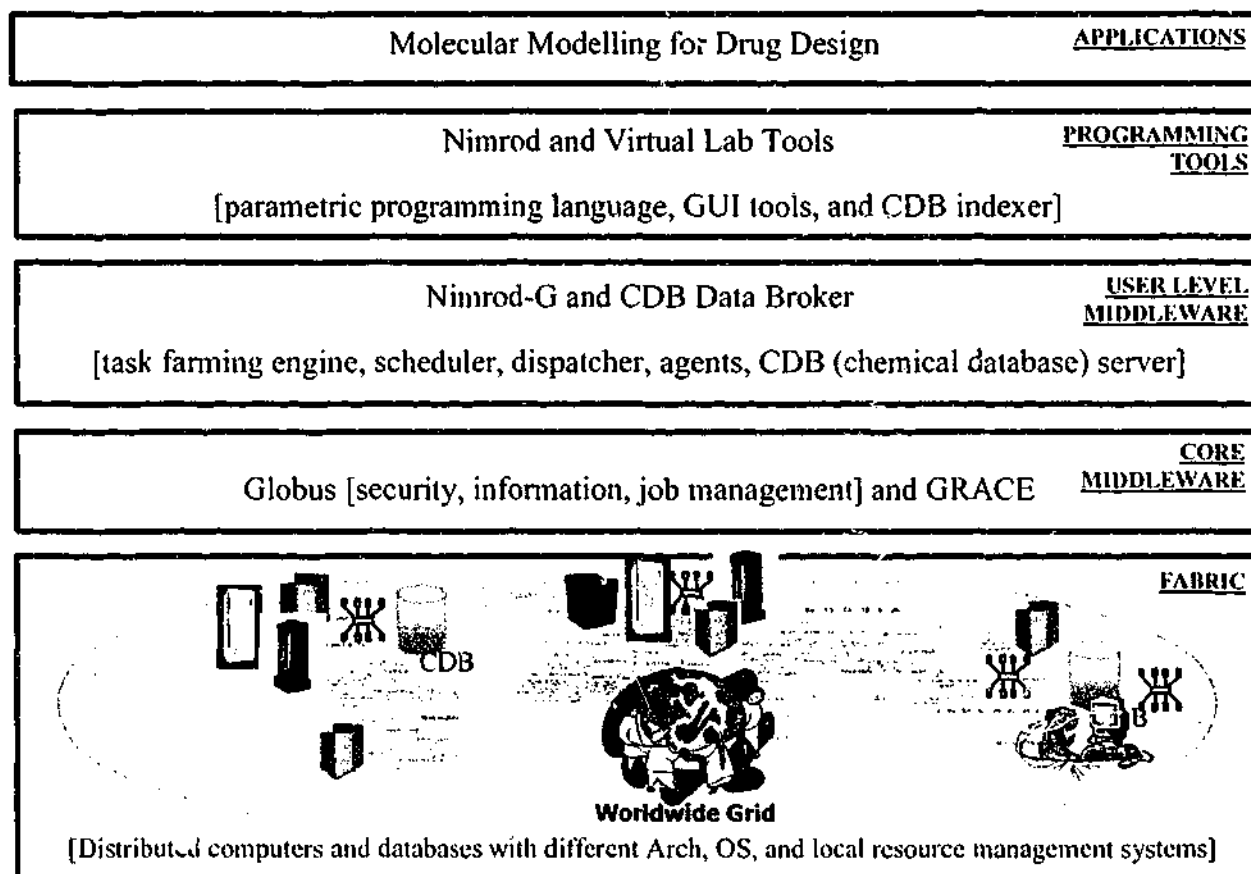 Molecular Modelling for Drug Design
APPLICATIONS
Nimrod and Virtual Lab Tools
PROGRAMMING
TOOLS
[parametric programming language, GUI tools, and CDB indexer]
Nimrod-G and CDB Data Broker
USER LEVEL
MIDDLEWARE
[task farming engine, scheduler, dispatcher, agents, CDB (chemical database) server]
Globus [security, information, job management] and GRACE
CORE
MIDDLEWARE
FABRIC
CDB
B
Worldwide Grid
[Distributed computers and databases with different Arch, OS, and local resource management systems]